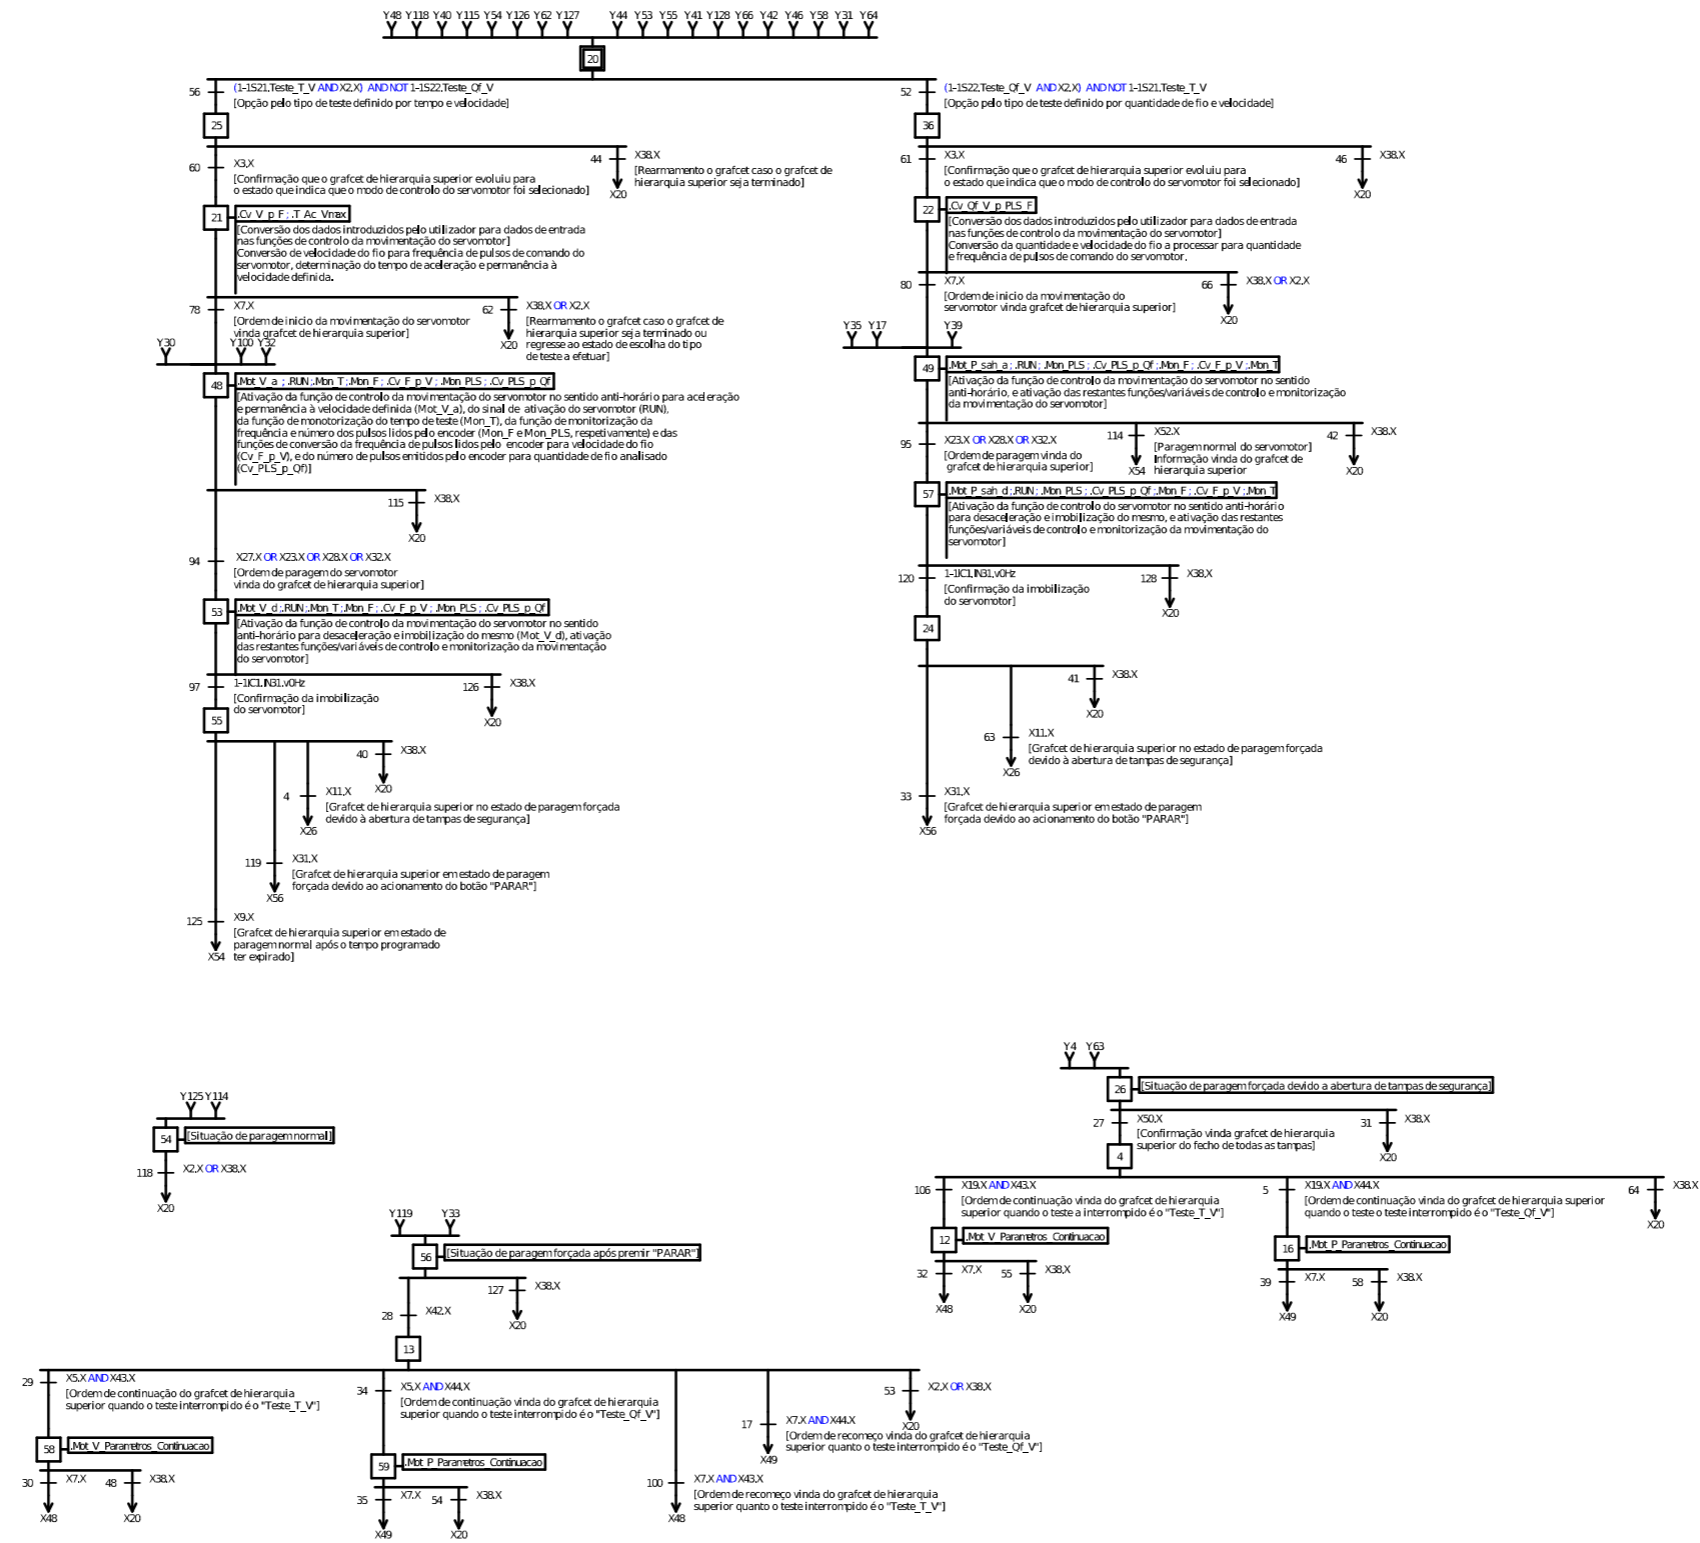 Y48 Y118 Y40 Y115 Y54 Y126 Y62 Y127 Y44 Y53 Y55 Y41 Y128 Y66 Y42 Y46 Y58 Y31 Y64
20
56 (1-1S21.Teste_T_V AND X2.X) AND NOT 1-1S22.Teste_Qf_V
[Opção pelo tipo de teste definido por tempo e velocidade]
25
60 X3.X
[Confirmação que o grafcet de hierarquia superior evoluiu para
o estado que indica que o modo de controlo do servomotor foi selecionado]
44 X38.X
[Rearmamento o grafcet caso o grafcet de
hierarquia superior seja terminado]
X20
21 .Cv_V_p_F ; .T_Ac_Vmax
[Conversão dos dados introduzidos pelo utilizador para dados de entrada
nas funções de controlo da movimentação do servomotor]
Conversão de velocidade do fio para frequência de pulsos de comando do
servomotor, determinação do tempo de aceleração e permanência à
velocidade definida.
78 X7.X
[Ordem de inicio da movimentação do servomotor
vinda grafcet de hierarquia superior]
62 X38.X OR X2.X
[Rearmamento o grafcet caso o grafcet de
hierarquia superior seja terminado ou
regresse ao estado de escolha do tipo
de teste a efetuar]
X20
Y30 Y100 Y32
48 .Mot_V_a ; .RUN; .Mon_T; .Mon_F ; .Cv_F_p_V ; .Mon_PLS ; .Cv_PLS_p_Qf
[Ativação da função de controlo da movimentação do servomotor no sentido anti-horário para aceleração
e permanência à velocidade definida (Mot_V_a), do sinal de ativação do servomotor (RUN),
da função de monotorização do tempo de teste (Mon_T), da função de monitorização da
frequência e número dos pulsos lidos pelo encoder (Mon_F e Mon_PLS, respetivamente) e das
funções de conversão da frequência de pulsos lidos pelo encoder para velocidade do fio
(Cv_F_p_V), e do número de pulsos emitidos pelo encoder para quantidade de fio analisado
(Cv_PLS_p_Qf)]
115 X38.X
X20
94 X27.X OR X23.X OR X28.X OR X32.X
[Ordem de paragem do servomotor
vinda do grafcet de hierarquia superior]
53 .Mot_V_d ; .RUN; .Mon_T ; .Mon_F ; .Cv_F_p_V ; .Mon_PLS ; .Cv_PLS_p_Qf
[Ativação da função de controlo da movimentação do servomotor no sentido
anti-horário para desaceleração e imobilização do mesmo (Mot_V_d), ativação
das restantes funções/variáveis de controlo e monitorização da movimentação
do servomotor]
97 1-1IC1.IN31.v0Hz
[Confirmação da imobilização
do servomotor]
126 X38.X
X20
55
40 X38.X
X20
4 X11.X
[Grafcet de hierarquia superior no estado de paragem forçada
devido à abertura de tampas de segurança]
X26
119 X31.X
[Grafcet de hierarquia superior em estado de paragem
forçada devido ao acionamento do botão "PARAR"]
X56
125 X9.X
[Grafcet de hierarquia superior em estado de
paragem normal após o tempo programado
ter expirado]
X54
52 (1-1S22.Teste_Qf_V AND X2.X) AND NOT 1-1S21.Teste_T_V
[Opção pelo tipo de teste definido por quantidade de fio e velocidade]
36
61 X3.X
[Confirmação que o grafcet de hierarquia superior evoluiu para
o estado que indica que o modo de controlo do servomotor foi selecionado]
46 X38.X
X20
22 .Cv_Qf_V_p_PLS_F
[Conversão dos dados introduzidos pelo utilizador para dados de entrada
nas funções de controlo da movimentação do servomotor]
Conversão da quantidade e velocidade do fio a processar para quantidade
e frequência de pulsos de comando do servomotor.
80 X7.X
[Ordem de inicio da movimentação do
servomotor vinda grafcet de hierarquia superior]
66 X38.X OR X2.X
X20
Y35 Y17 Y39
49 .Mot_P_sah_a ; .RUN; .Mon_PLS ; .Cv_PLS_p_Qf ; .Mon_F ; .Cv_F_p_V ; .Mon_T
[Ativação da função de controlo da movimentação do servomotor no sentido
anti-horário, e ativação das restantes funções/variáveis de controlo e monitorização
da movimentação do servomotor]
95 X23.X OR X28.X OR X32.X
[Ordem de paragem vinda do
grafcet de hierarquia superior]
114 X52.X
[Paragem normal do servomotor]
Informação vinda do grafcet de
hierarquia superior
X54
42 X38.X
X20
57 .Mot_P_sah_d ; .RUN; .Mon_PLS ; .Cv_PLS_p_Qf ; .Mon_F ; .Cv_F_p_V ; .Mon_T
[Ativação da função de controlo do servomotor no sentido anti-horário
para desaceleração e imobilização do mesmo, e ativação das restantes
funções/variáveis de controlo e monitorização da movimentação do
servomotor]
120 1-1IC1.IN31.v0Hz
[Confirmação da imobilização
do servomotor]
128 X38.X
X20
24
41 X38.X
X20
63 X11.X
[Grafcet de hierarquia superior no estado de paragem forçada
devido à abertura de tampas de segurança]
X26
33 X31.X
[Grafcet de hierarquia superior em estado de paragem
forçada devido ao acionamento do botão "PARAR"]
X56
Y125 Y114
54 [Situação de paragem normal]
118 X2.X OR X38.X
X20
Y4 Y63
26 [Situação de paragem forçada devido a abertura de tampas de segurança]
27 X50.X
[Confirmação vinda grafcet de hierarquia
superior do fecho de todas as tampas]
31 X38.X
X20
4
106 X19.X AND X43.X
[Ordem de continuação vinda do grafcet de hierarquia
superior quando o teste a interrompido é o "Teste_T_V"]
5 X19.X AND X44.X
[Ordem de continuação vinda do grafcet de hierarquia superior
quando o teste o teste interrompido é o "Teste_Qf_V"]
64 X38.X
X20
12 .Mot_V_Parametros_Continuacao
32 X7.X 55 X38.X
X48 X20
16 .Mot_P_Parametros_Continuacao
39 X7.X 58 X38.X
X49 X20
Y119 Y33
56 [Situação de paragem forçada após premir "PARAR"]
127 X38.X
X20
28 X42.X
13
29 X5.X AND X43.X
[Ordem de continuação do grafcet de hierarquia
superior quando o teste interrompido é o "Teste_T_V"]
34 X5.X AND X44.X
[Ordem de continuação vinda do grafcet de hierarquia
superior quando o teste interrompido é o "Teste_Qf_V"]
53 X2.X OR X38.X
X20
17 X7.X AND X44.X
[Ordem de recomeço vinda do grafcet de hierarquia
superior quanto o teste interrompido é o "Teste_Qf_V"]
X49
58 .Mot_V_Parametros_Continuacao
30 X7.X 48 X38.X
X48 X20
59 .Mot_P_Parametros_Continuacao
35 X7.X 54 X38.X
X49 X20
100 X7.X AND X43.X
[Ordem de recomeço vinda do grafcet de hierarquia
superior quanto o teste interrompido é o "Teste_T_V"]
X48